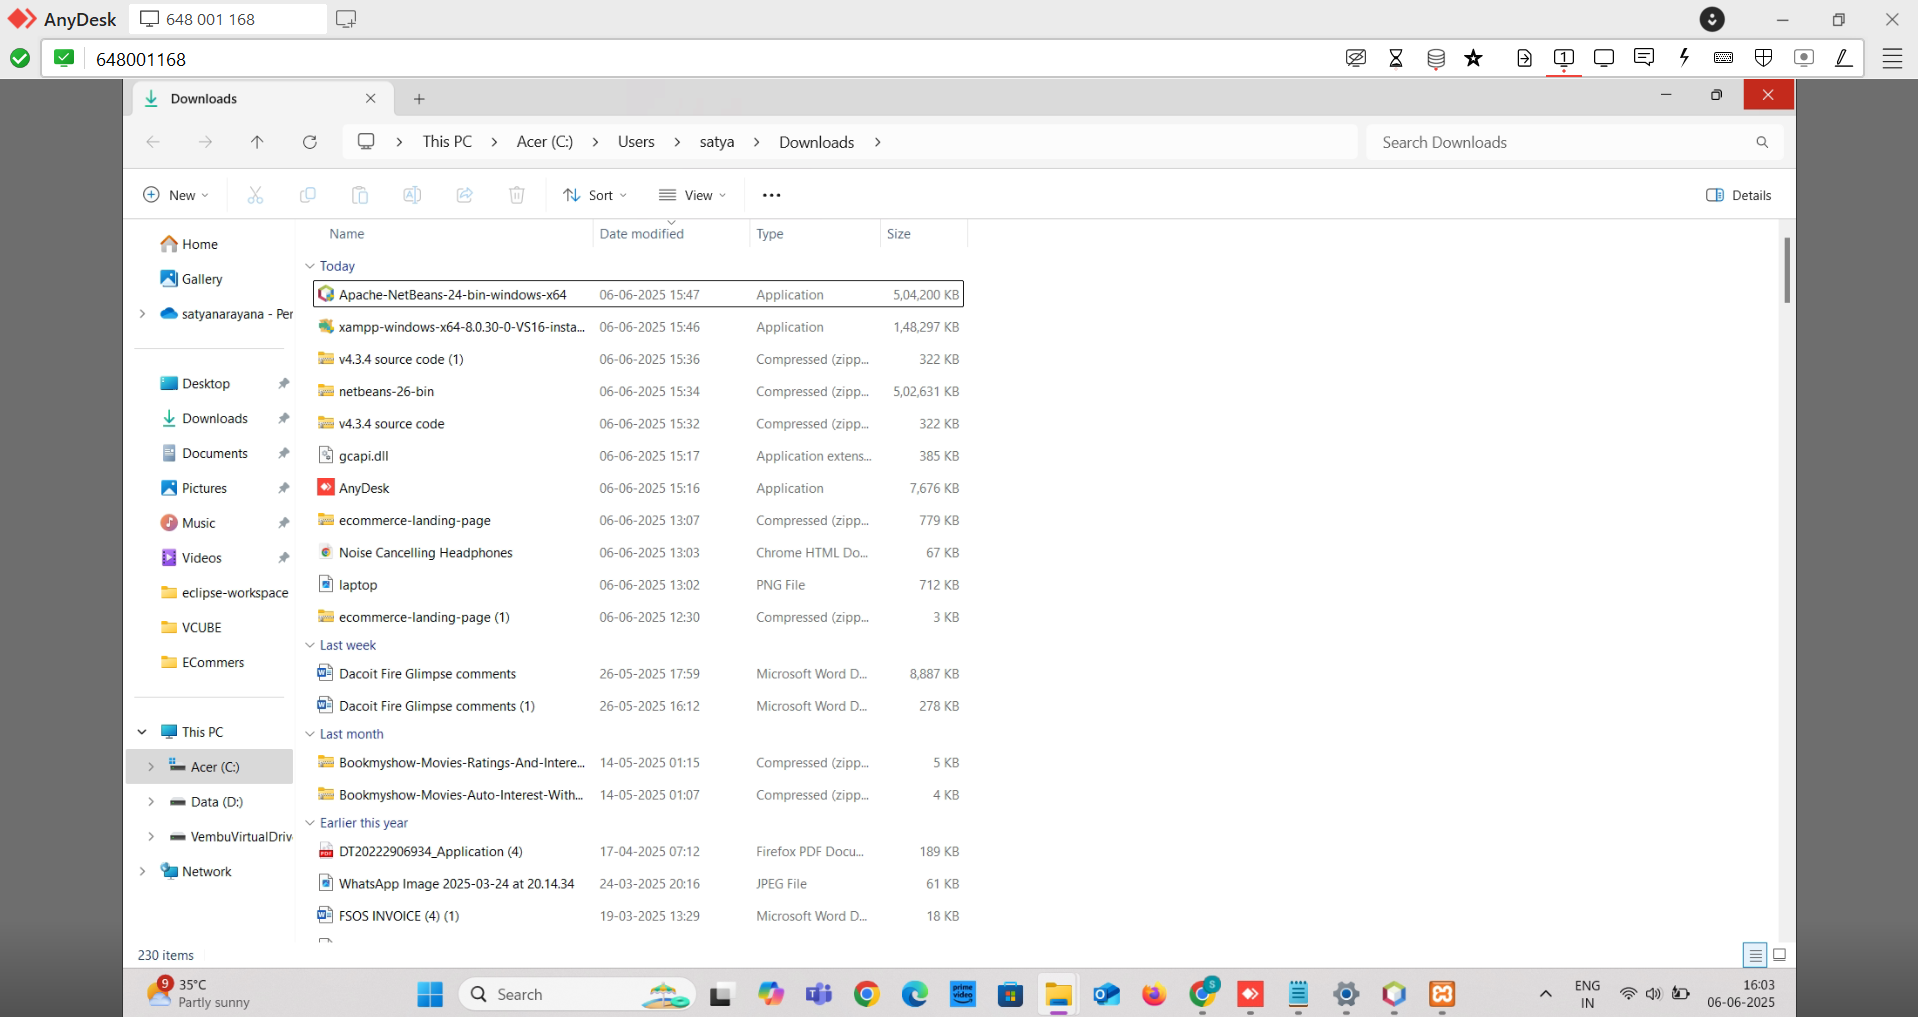 AnyDesk 648 001 168
648001168
1
Downloads
This PC Acer (C:) Users satya Downloads
Search Downloads
New Sort View Details
Name Date modified Type Size
Home
Gallery
satyanarayana - Per
Desktop
Downloads
Documents
Pictures
Music
Videos
eclipse-workspace
VCUBE
ECommers
This PC
Acer (C:)
Data (D:)
VembuVirtualDriv
Network
Today
Apache-NetBeans-24-bin-windows-x64 06-06-2025 15:47 Application 5,04,200 KB
xampp-windows-x64-8.0.30-0-VS16-insta... 06-06-2025 15:46 Application 1,48,297 KB
v4.3.4 source code (1) 06-06-2025 15:36 Compressed (zipp... 322 KB
netbeans-26-bin 06-06-2025 15:34 Compressed (zipp... 5,02,631 KB
v4.3.4 source code 06-06-2025 15:32 Compressed (zipp... 322 KB
gcapi.dll 06-06-2025 15:17 Application extens... 385 KB
AnyDesk 06-06-2025 15:16 Application 7,676 KB
ecommerce-landing-page 06-06-2025 13:07 Compressed (zipp... 779 KB
Noise Cancelling Headphones 06-06-2025 13:03 Chrome HTML Do... 67 KB
laptop 06-06-2025 13:02 PNG File 712 KB
ecommerce-landing-page (1) 06-06-2025 12:30 Compressed (zipp... 3 KB
Last week
Dacoit Fire Glimpse comments 26-05-2025 17:59 Microsoft Word D... 8,887 KB
Dacoit Fire Glimpse comments (1) 26-05-2025 16:12 Microsoft Word D... 278 KB
Last month
Bookmyshow-Movies-Ratings-And-Intere... 14-05-2025 01:15 Compressed (zipp... 5 KB
Bookmyshow-Movies-Auto-Interest-With... 14-05-2025 01:07 Compressed (zipp... 4 KB
Earlier this year
DT20222906934_Application (4) 17-04-2025 07:12 Firefox PDF Docu... 189 KB
WhatsApp Image 2025-03-24 at 20.14.34 24-03-2025 20:16 JPEG File 61 KB
FSOS INVOICE (4) (1) 19-03-2025 13:29 Microsoft Word D... 18 KB
230 items
9 35°C
Partly sunny
Search
prime video
S
ENG
IN
16:03
06-06-2025